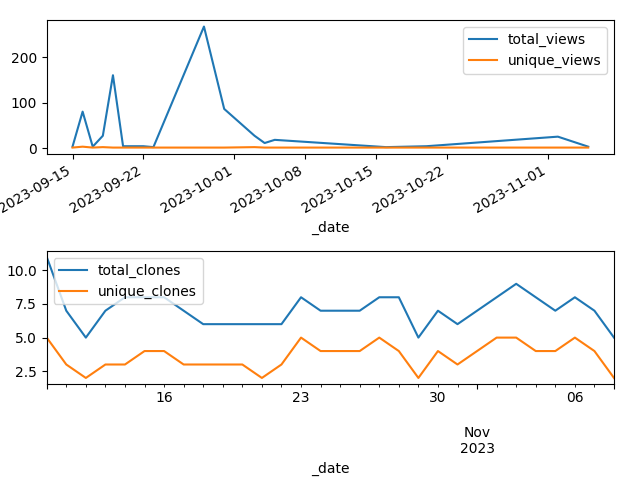 total_views
unique_views
200
100
0
2023-09-15
2023-09-22
2023-10-01
2023-10-08
2023-10-15
2023-10-22
2023-11-01
_date
total_clones
unique_clones
10.0
7.5
5.0
2.5
16
23
30
06
Nov
2023
_date